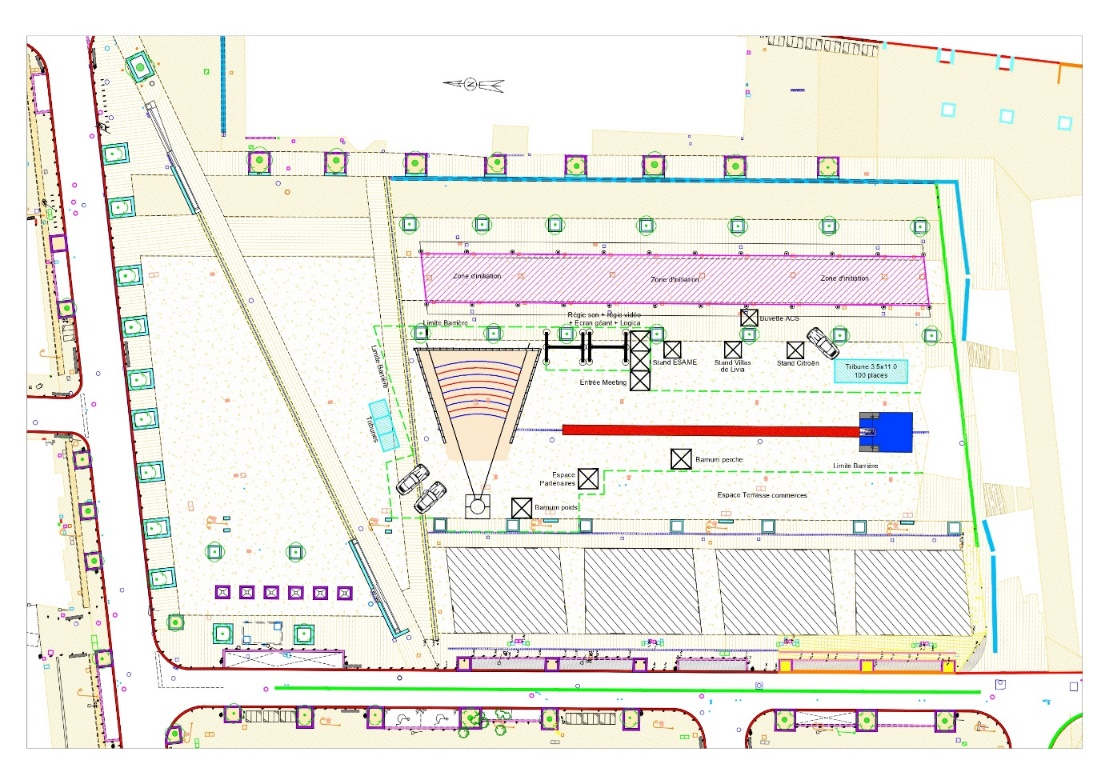 N
Zone d'initiation
Zone d'initiation
Zone d'initiation
Régie son + régie vidéo
+ Ecran géant + Logica
Buvette ACS
Limite Barrière
Limite Barrière
Stand ESAME
Stand Villas
de Livia
Stand Citroën
Tribune 3.5x11.0
100 places
Entrée Meeting
Tribunes
Barnum perche
Limite Barrière
Espace
Partenaires
Espace Terrasse commerces
Barnum poids